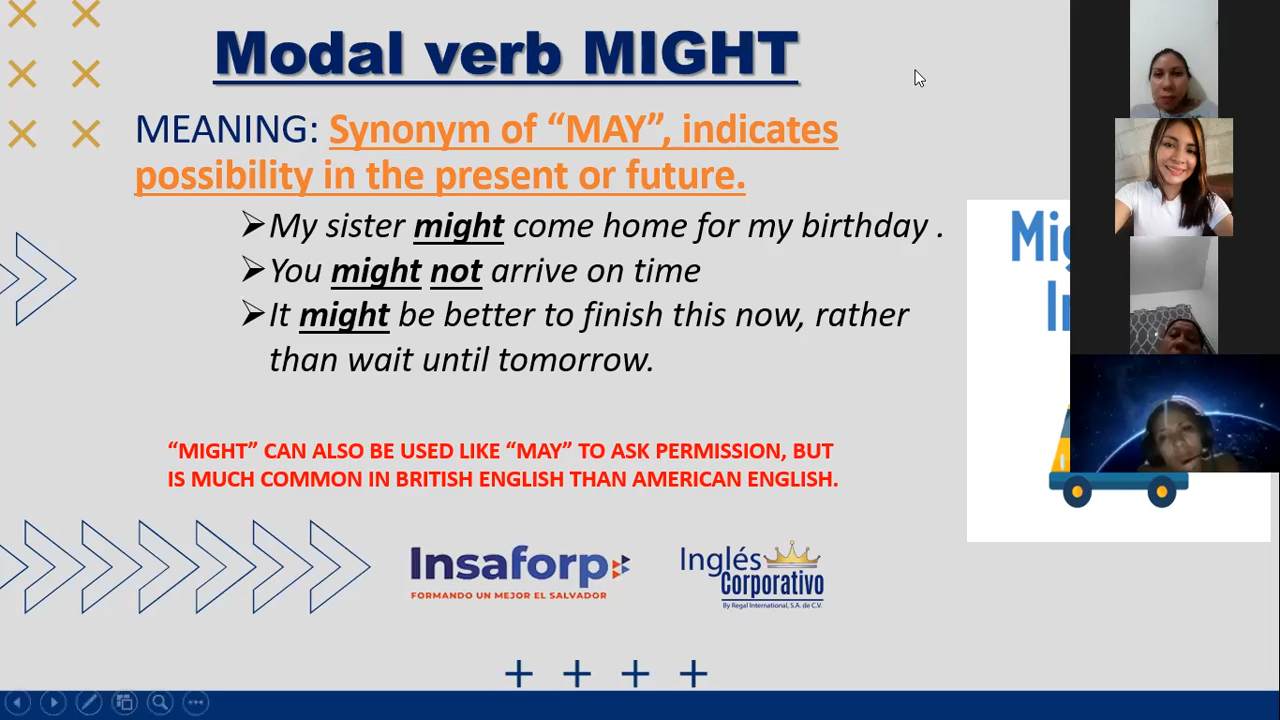 Modal verb MIGHT
MEANING: Synonym of “MAY”, indicates
possibility in the present or future.
My sister might come home for my birthday .
You might not arrive on time
It might be better to finish this now, rather
than wait until tomorrow.
“MIGHT” CAN ALSO BE USED LIKE “MAY” TO ASK PERMISSION, BUT
IS MUCH COMMON IN BRITISH ENGLISH THAN AMERICAN ENGLISH.
Insaforp
FORMANDO UN MEJOR EL SALVADOR
Inglés
Corporativo
By Regal International, S.A. de C.V.